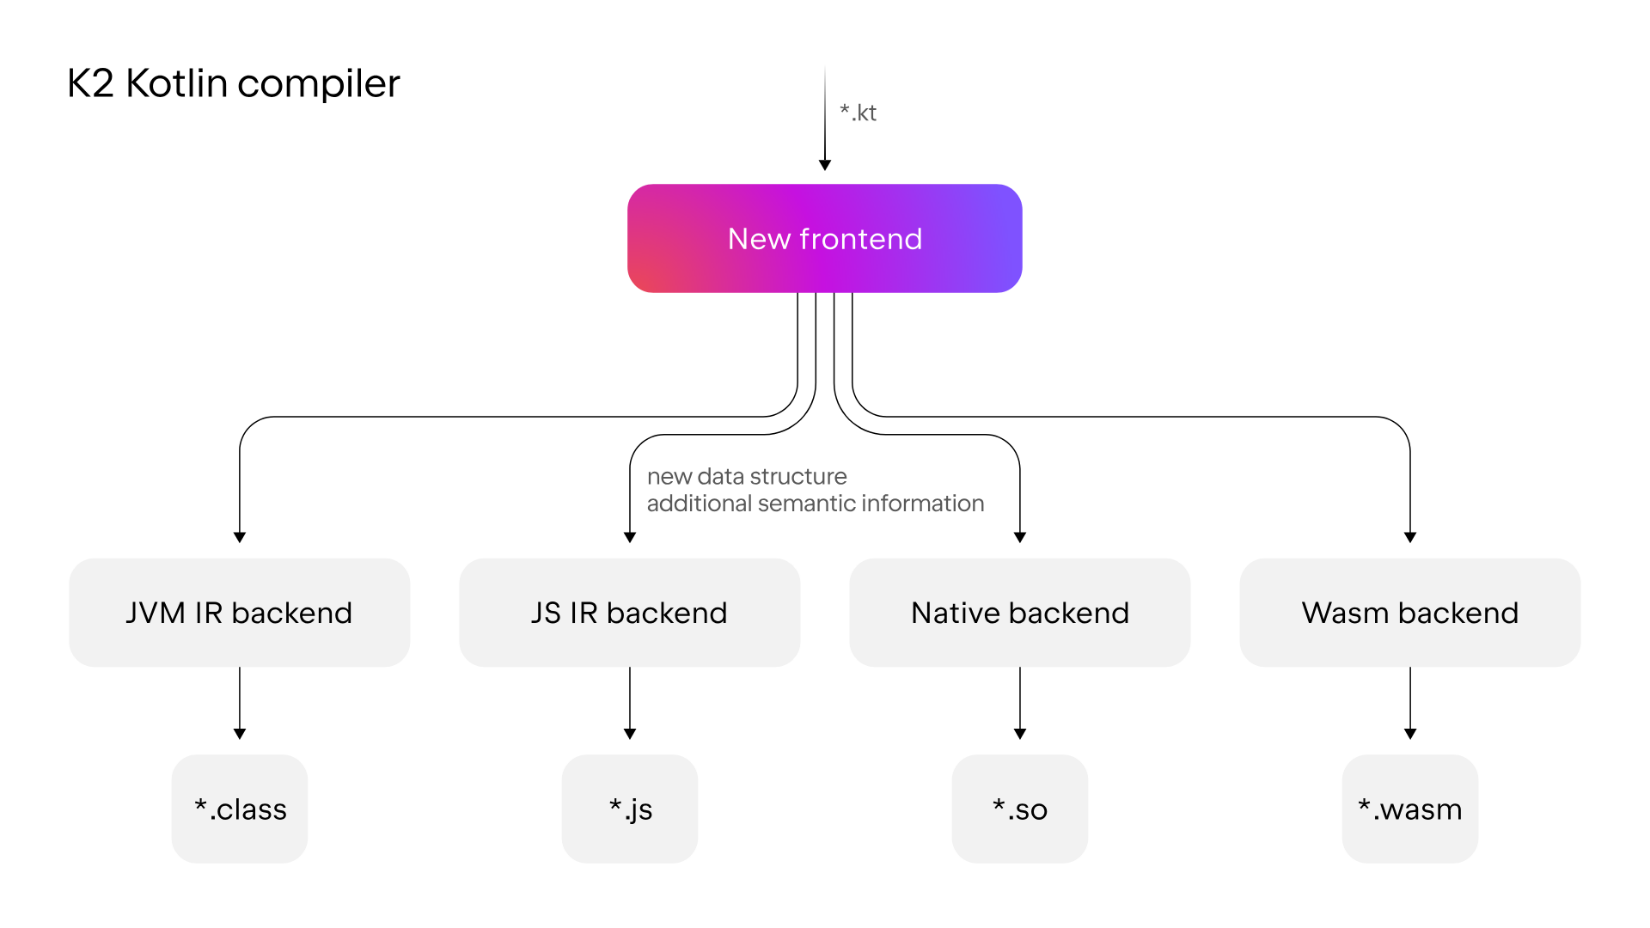 K2 Kotlin compiler
*.kt
New frontend
new data structure
additional semantic information
JVM IR backend
JS IR backend
Native backend
Wasm backend
*.class
*.js
*.so
*.wasm